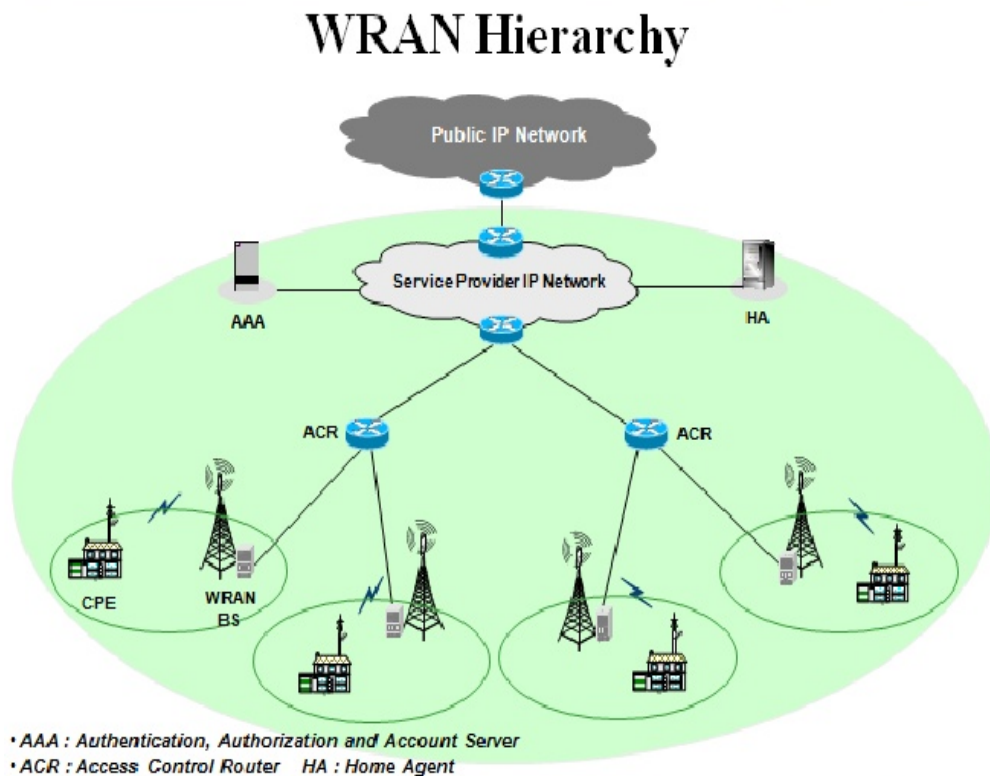 WRAN Hierarchy
Public IP Network
Service Provider IP Network
AAA
HA
ACR
ACR
CPE
WRAN
BS
• AAA : Authentication, Authorization and Account Server
• ACR : Access Control Router HA : Home Agent